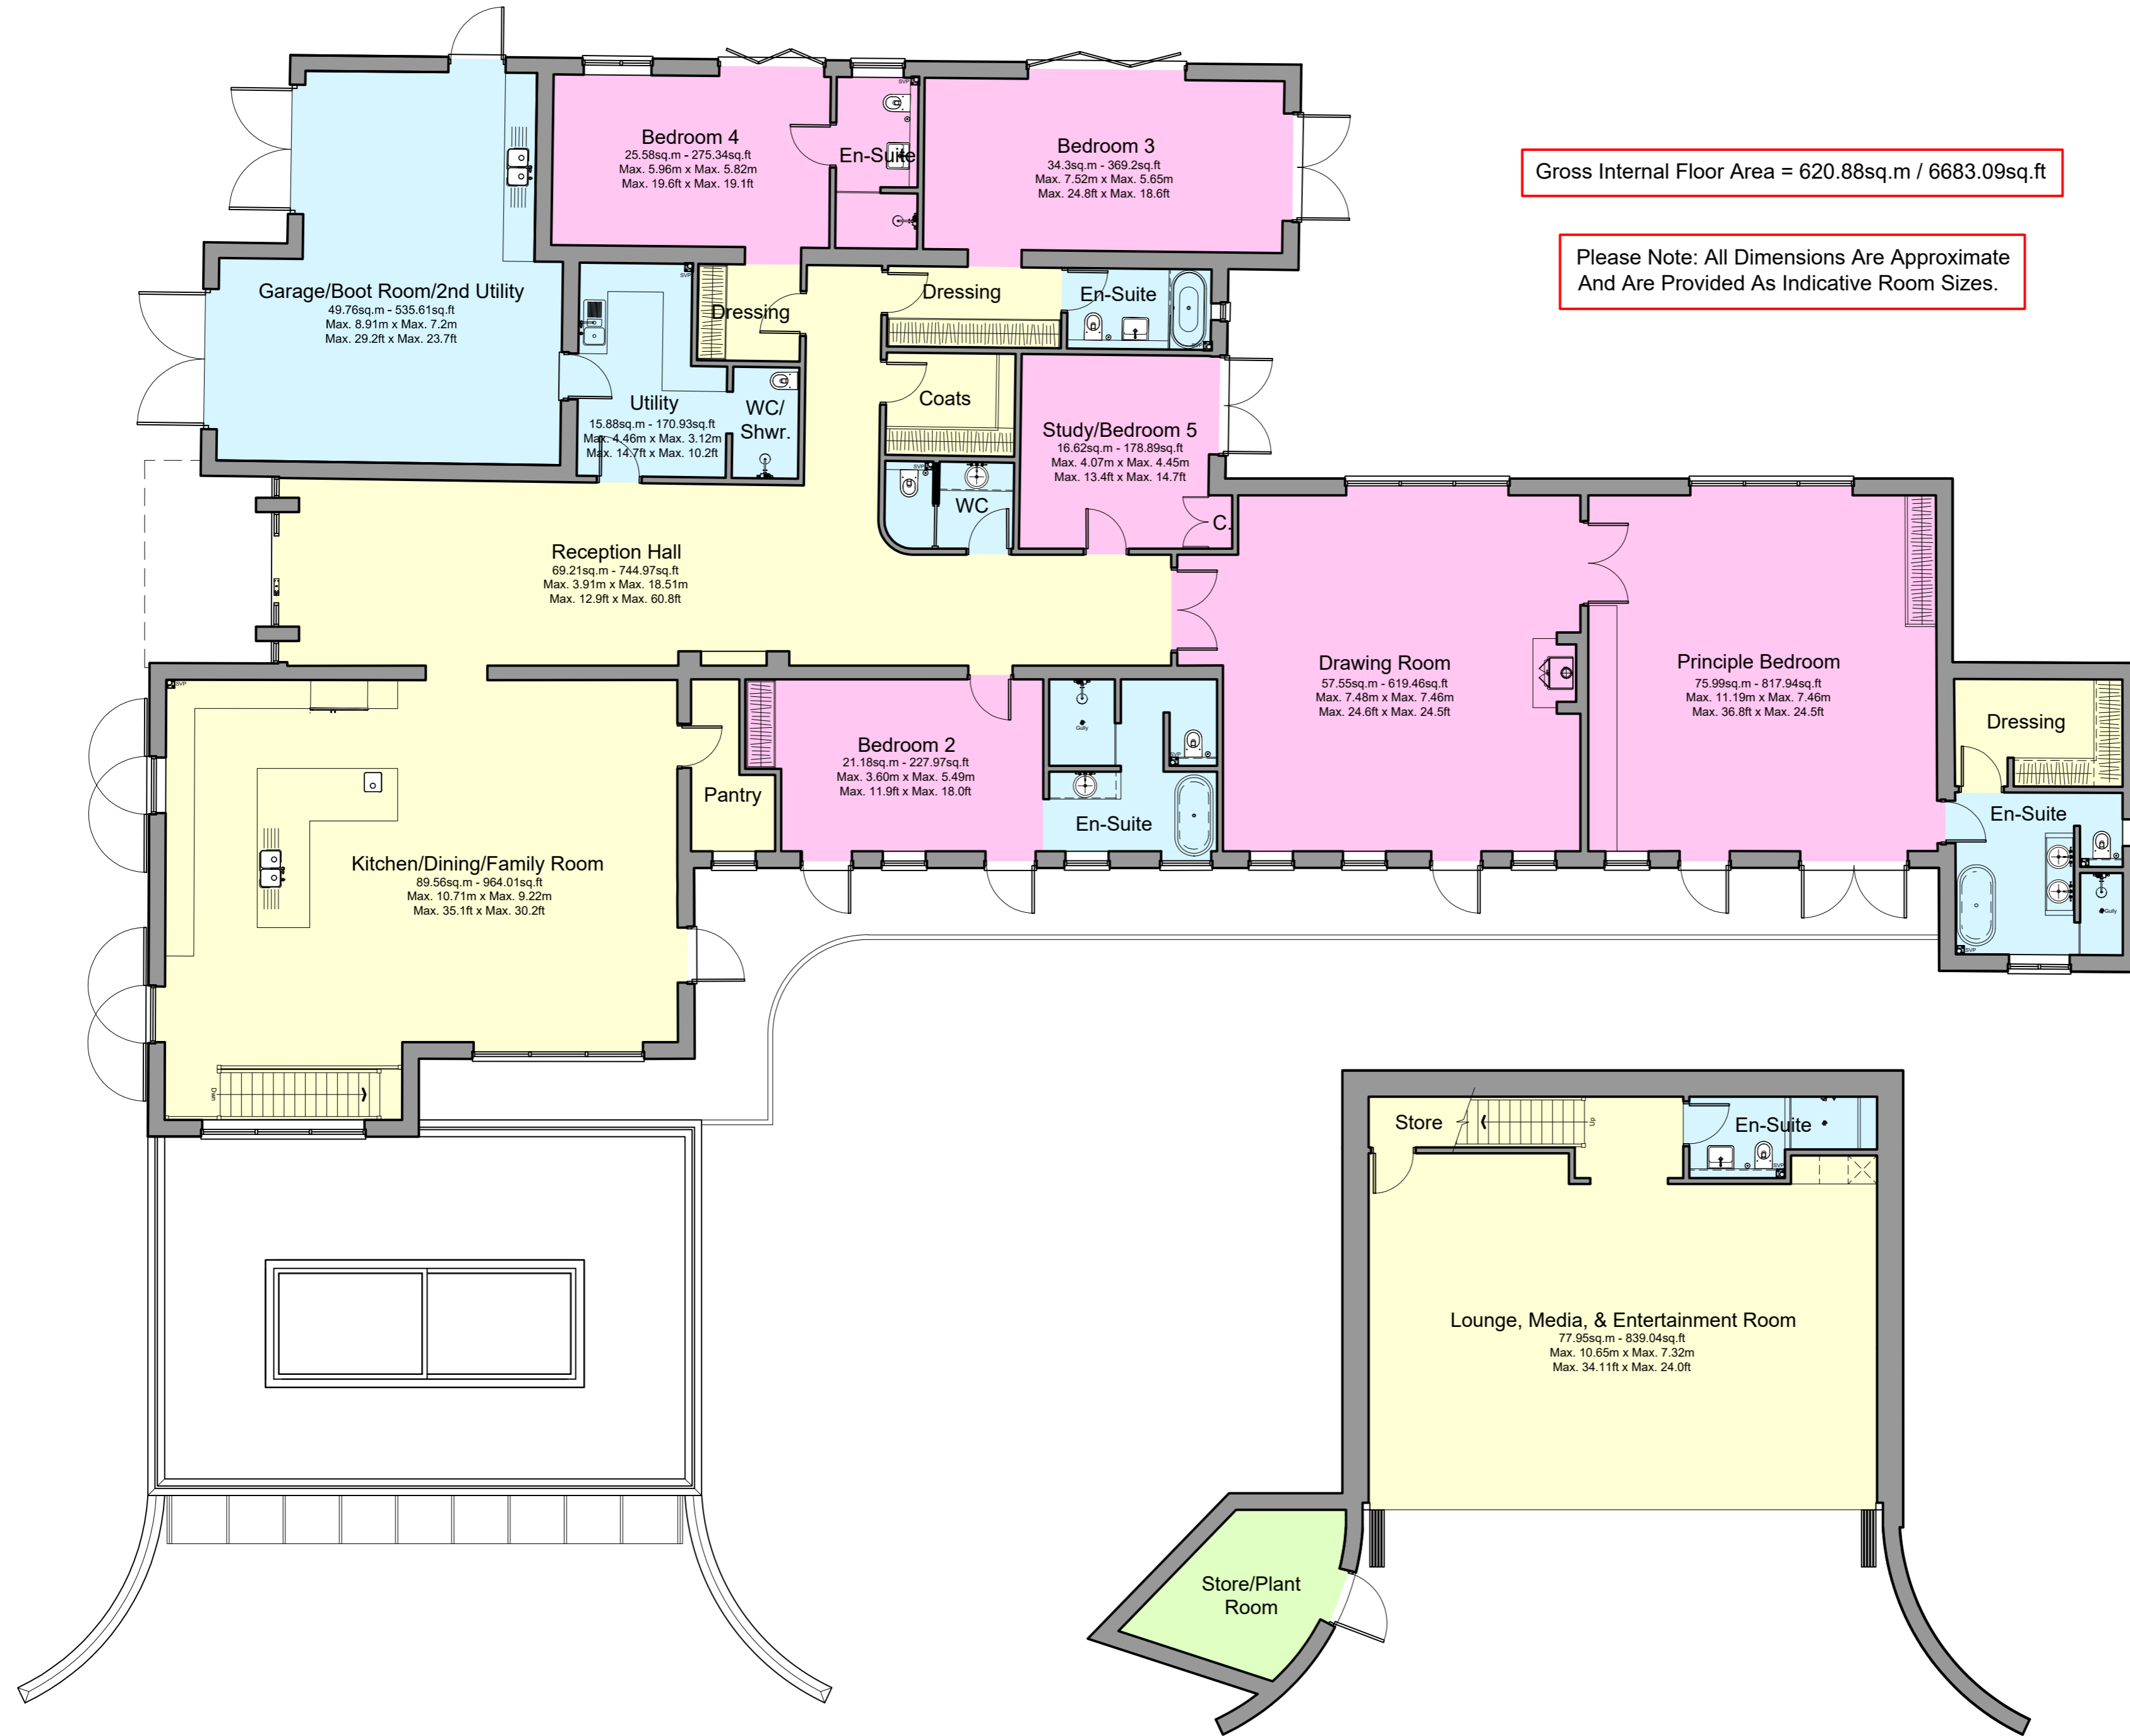 Bedroom 4
25.58sq.m - 275.34sq.ft
Max. 5.96m x Max. 5.82m
Max. 19.6ft x Max. 19.1ft
SVP
En-Suite
Bedroom 3
34.3sq.m - 369.2sq.ft
Max. 7.52m x Max. 5.65m
Max. 24.8ft x Max. 18.6ft
Gross Internal Floor Area = 620.88sq.m / 6683.09sq.ft
Please Note: All Dimensions Are Approximate
And Are Provided As Indicative Room Sizes.
Garage/Boot Room/2nd Utility
49.76sq.m - 535.61sq.ft
Max. 8.91m x Max. 7.2m
Max. 29.2ft x Max. 23.7ft
SVP
Dressing
Dressing
En-Suite
SVP
Utility
15.88sq.m - 170.93sq.ft
Max. 4.46m x Max. 3.12m
Max. 14.7ft x Max. 10.2ft
WC/
Shwr.
Coats
Study/Bedroom 5
16.62sq.m - 178.89sq.ft
Max. 4.07m x Max. 4.45m
Max. 13.4ft x Max. 14.7ft
SVP
WC
C.
Reception Hall
69.21sq.m - 744.97sq.ft
Max. 3.91m x Max. 18.51m
Max. 12.9ft x Max. 60.8ft
Drawing Room
57.55sq.m - 619.46sq.ft
Max. 7.48m x Max. 7.46m
Max. 24.6ft x Max. 24.5ft
Principle Bedroom
75.99sq.m - 817.94sq.ft
Max. 11.19m x Max. 7.46m
Max. 36.8ft x Max. 24.5ft
Dressing
SVP
Gully
SVP
Bedroom 2
21.18sq.m - 227.97sq.ft
Max. 3.60m x Max. 5.49m
Max. 11.9ft x Max. 18.0ft
Pantry
En-Suite
En-Suite
Gully
SVP
Kitchen/Dining/Family Room
89.56sq.m - 964.01sq.ft
Max. 10.71m x Max. 9.22m
Max. 35.1ft x Max. 30.2ft
Dwn
Store
Up
En-Suite
SVP
Lounge, Media, & Entertainment Room
77.95sq.m - 839.04sq.ft
Max. 10.65m x Max. 7.32m
Max. 34.11ft x Max. 24.0ft
Store/Plant
Room